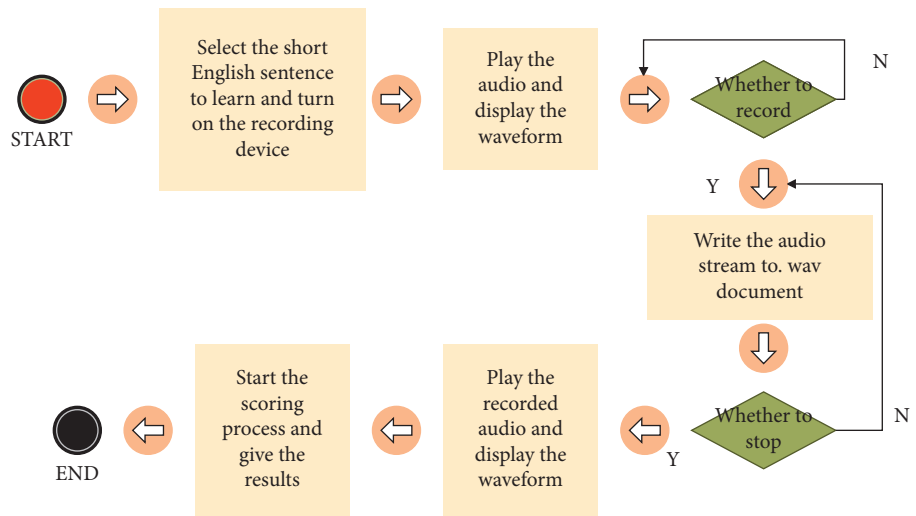 START
Select the short
English sentence
to learn and turn
on the recording
device
Play the
audio and
display the
waveform
Whether to
record
N
Y
Write the audio
stream to. wav
document
Whether to
stop
N
Y
Play the
recorded
audio and
display the
waveform
Start the
scoring
process and
give the
results
END